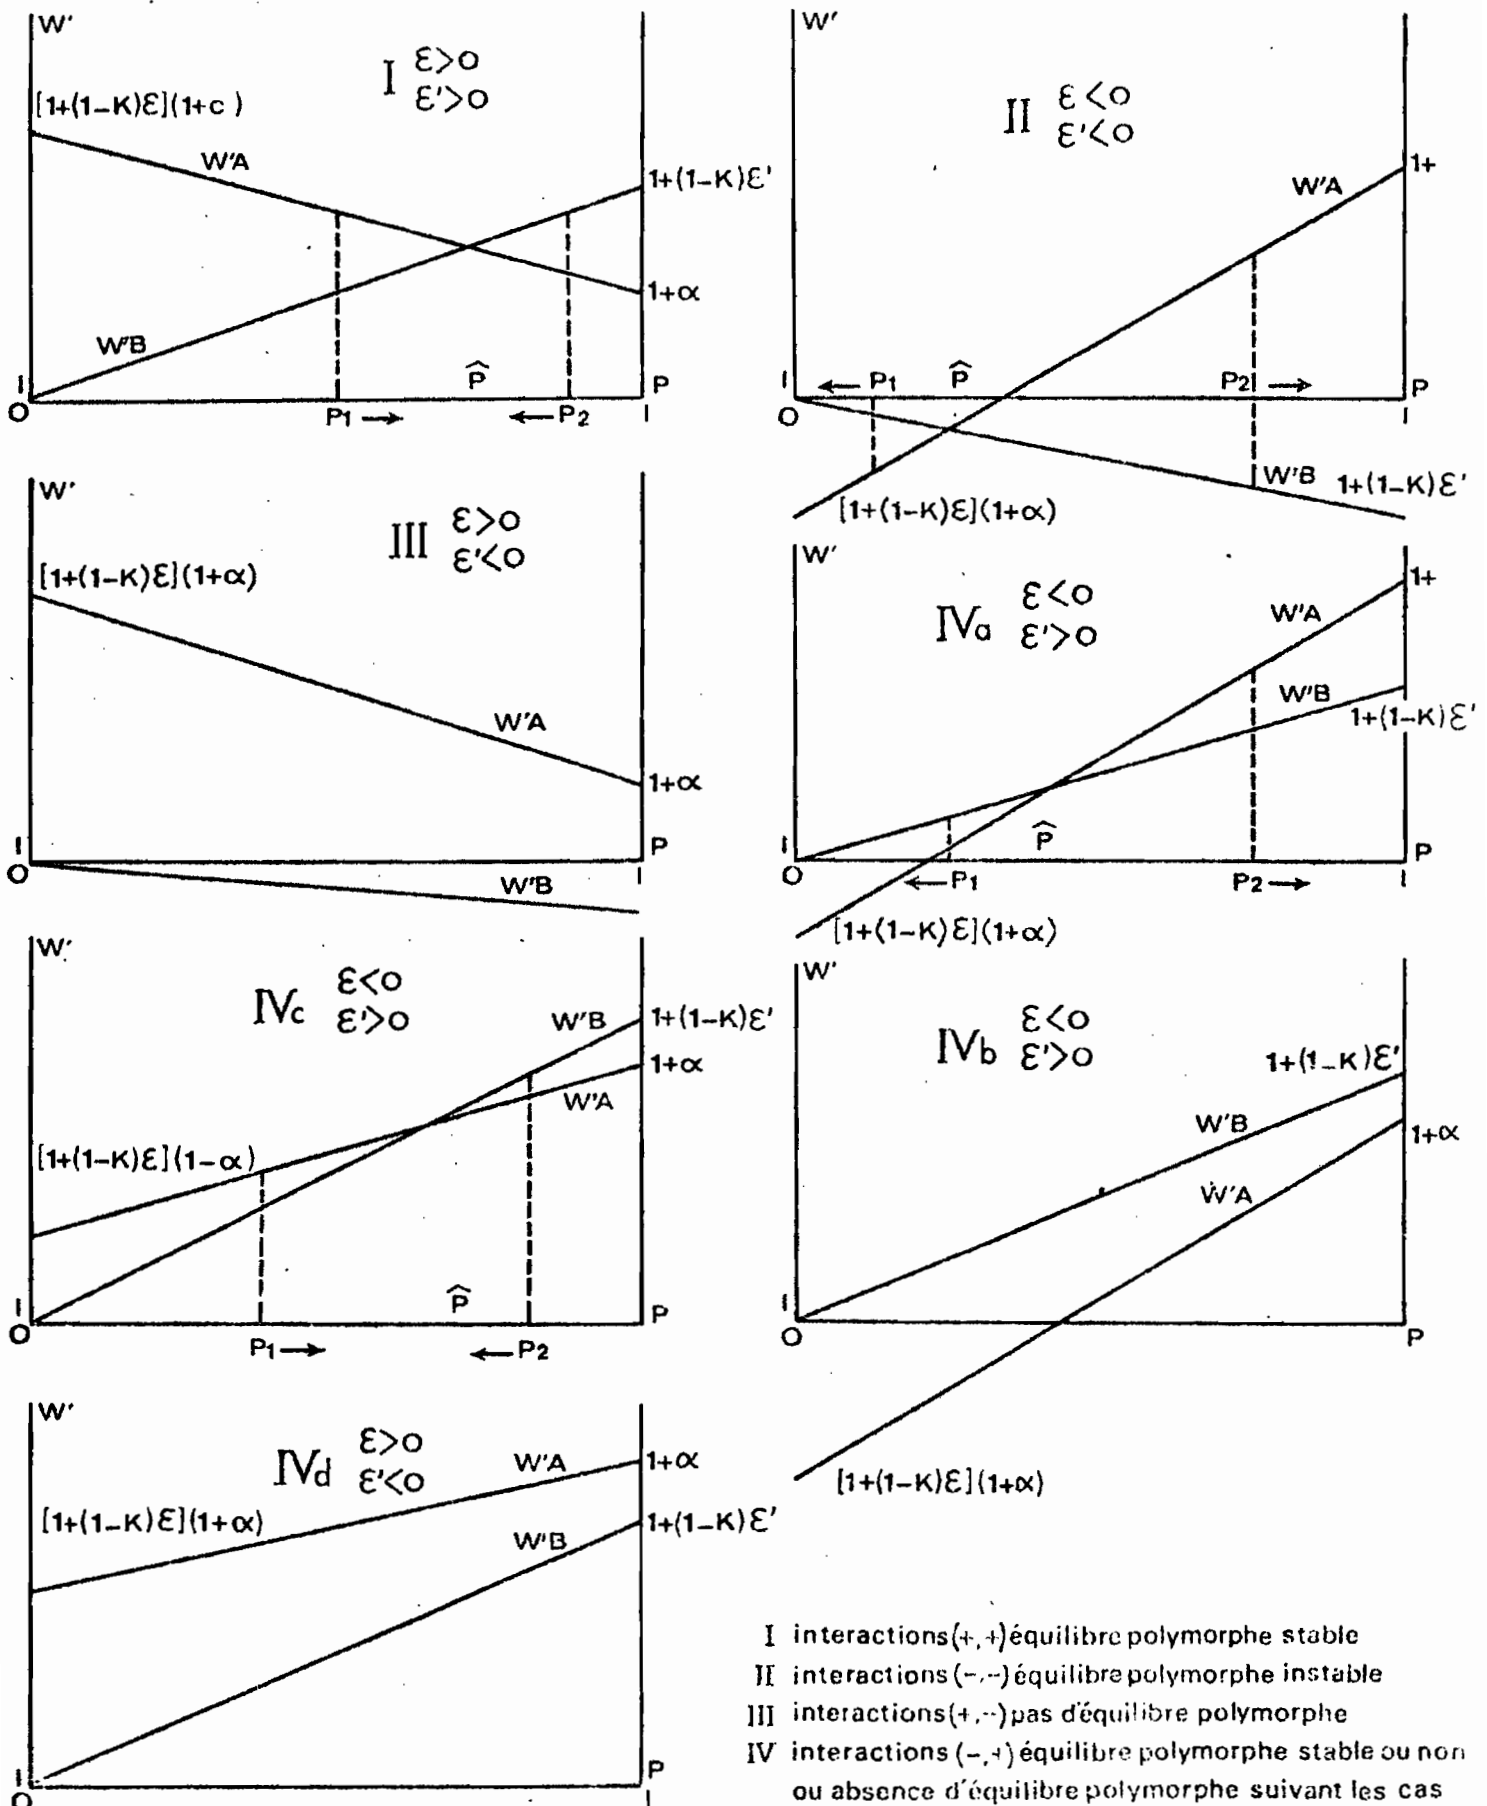 W'
I ε>0
ε'>0
[1+(1-K)ε](1+c )
W'A
1+(1-K)ε'
1+α
W'B
P̂
I
P
O
P1→
←P2
I
W'
II ε<0
ε'<0
1+
W'A
I
←P1
P̂
P2→
P
O
I
W'B
1+(1-K)ε'
[1+(1-K)ε](1+α)
W'
III ε>0
ε'<0
[1+(1-K)ε](1+α)
W'A
1+α
I
P
O
I
W'B
W'
IVa ε<0
ε'>0
1+
W'A
W'B
1+(1-K)ε'
P̂
I
P
O
←P1
P2→
I
[1+(1-K)ε](1+α)
W'
IVc ε<0
ε'>0
W'B
1+(1-K)ε'
1+α
W'A
[1+(1-K)ε](1-α)
P̂
I
P
O
P1→
←P2
W'
IVb ε<0
ε'>0
1+(1-K)ε'
W'B
1+α
W'A
I
O
P
[1+(1-K)ε](1+α)
W'
IVd ε>0
ε'<0
W'A
1+α
[1+(1-K)ε](1+α)
1+(1-K)ε'
W'B
I
P
O
I
I interactions(+,+)équilibre polymorphe stable
II interactions(-,-)équilibre polymorphe instable
III interactions(+,-)pas d'équilibre polymorphe
IV interactions(-,+)équilibre polymorphe stable ou non
ou absence d'équilibre polymorphe suivant les cas